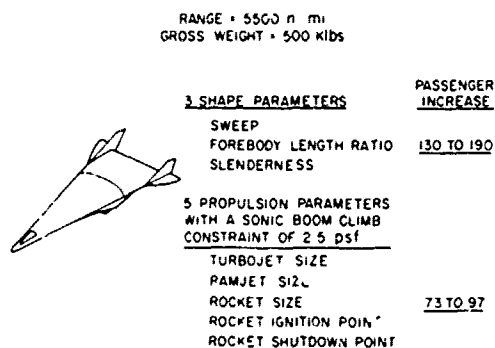 RANGE = 5500 n mi
GROSS WEIGHT = 500 Klbs
PASSENGER
3 SHAPE PARAMETERS INCREASE
SWEEP
FOREBODY LENGTH RATIO 130 TO 190
SLENDERNESS
5 PROPULSION PARAMETERS
WITH A SONIC BOOM CLIMB
CONSTRAINT OF 2 5 psf
TURBOJET SIZE
RAMJET SIZE
ROCKET SIZE 73 TO 97
ROCKET IGNITION POINT
ROCKET SHUTDOWN POINT